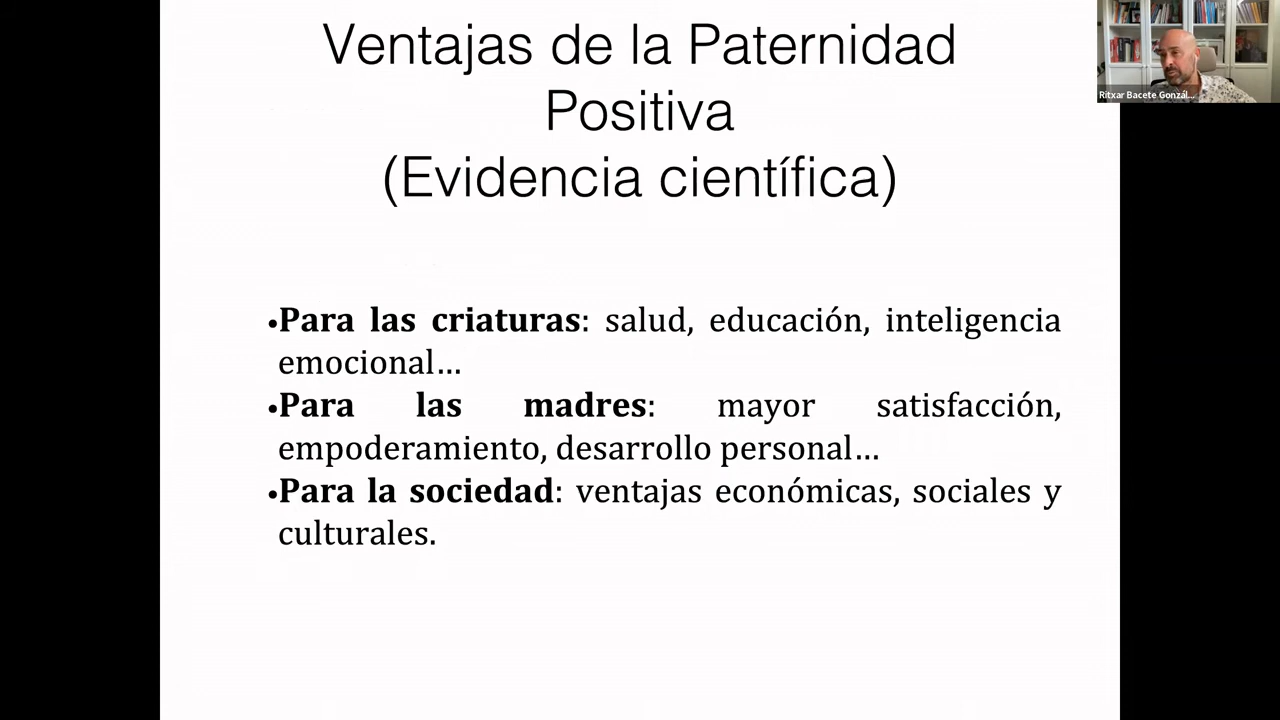 Ventajas de la Paternidad
Positiva
(Evidencia científica)
Ritxar Bacete Gonzál...
•Para las criaturas: salud, educación, inteligencia
emocional…
•Para las madres: mayor satisfacción,
empoderamiento, desarrollo personal…
•Para la sociedad: ventajas económicas, sociales y
culturales.